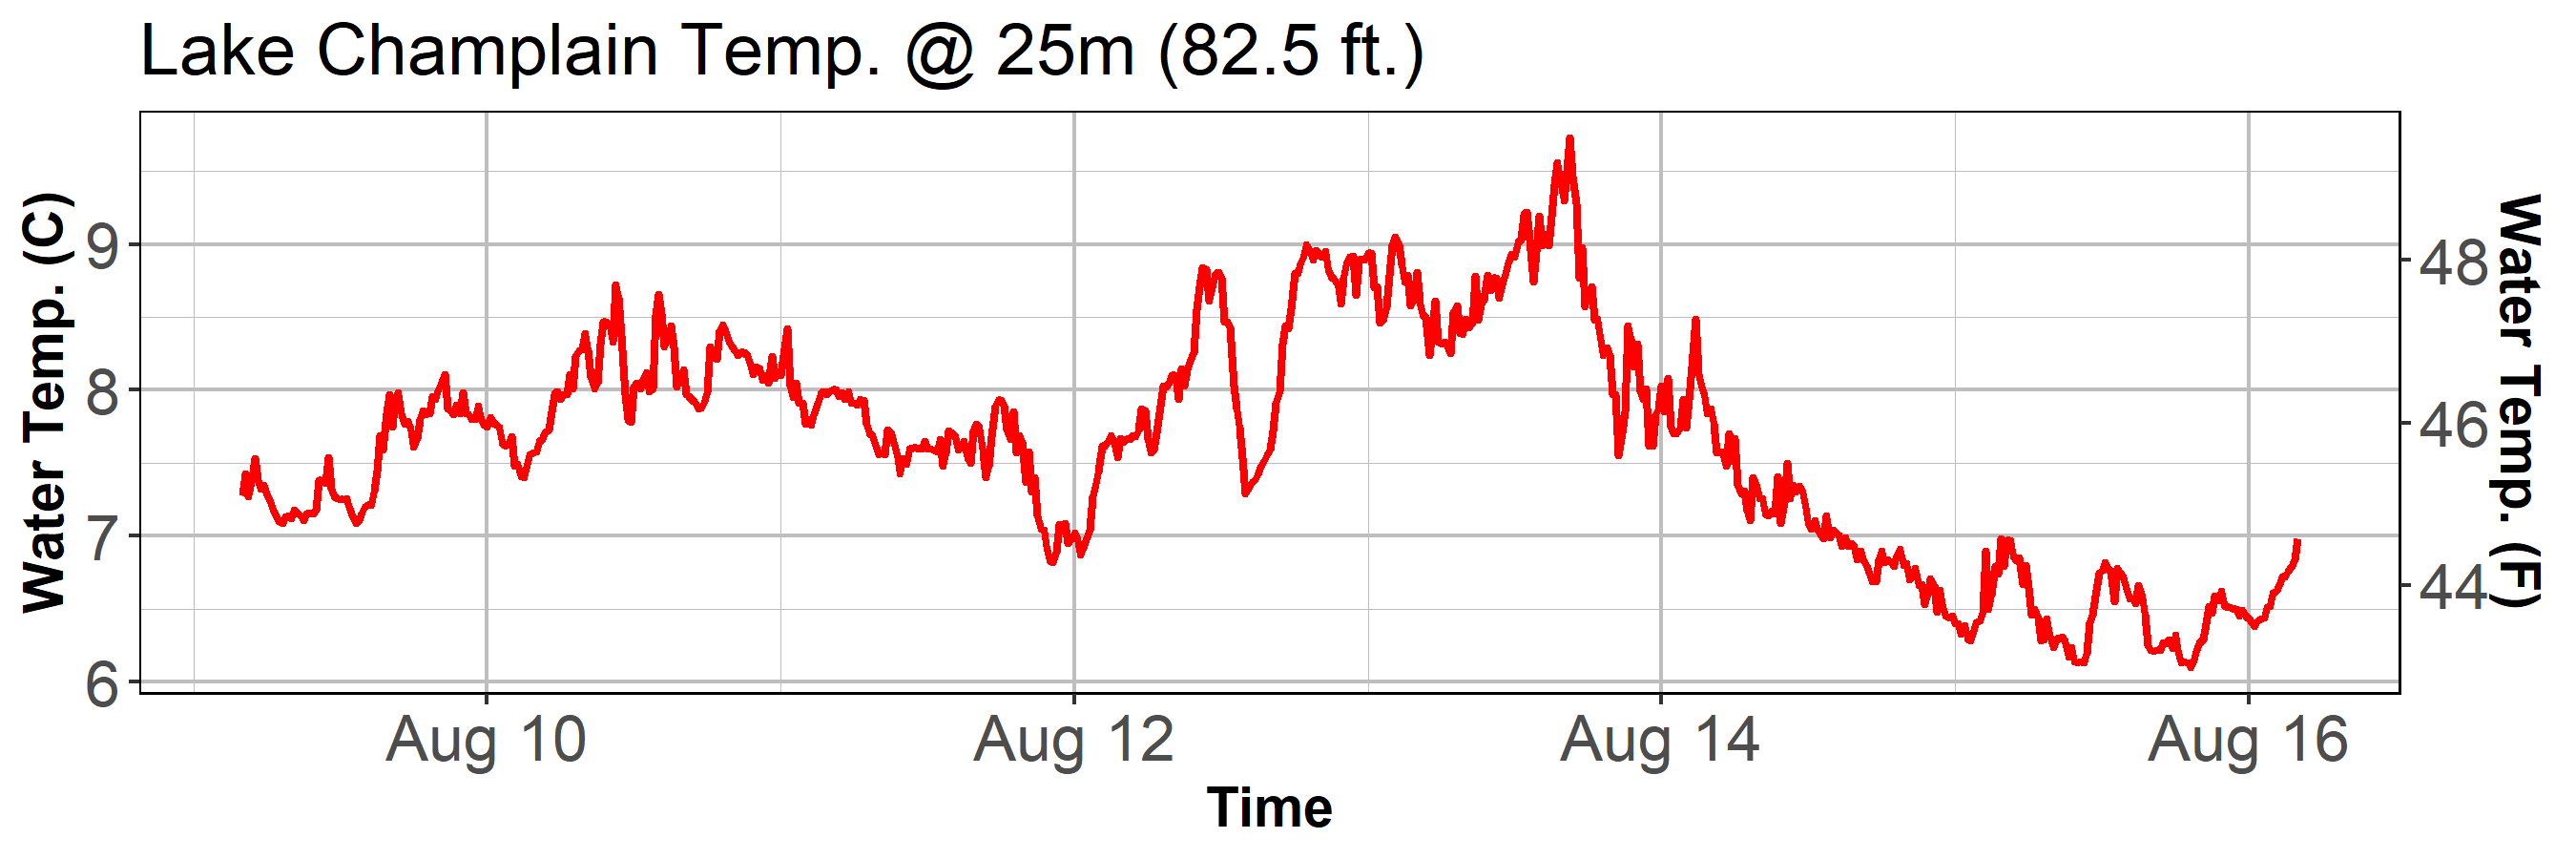 Lake Champlain Temp. @ 25m (82.5 ft.)
Water Temp. (C)
9
8
7
6
48
46
44
Water Temp. (F)
Aug 10
Aug 12
Aug 14
Aug 16
Time